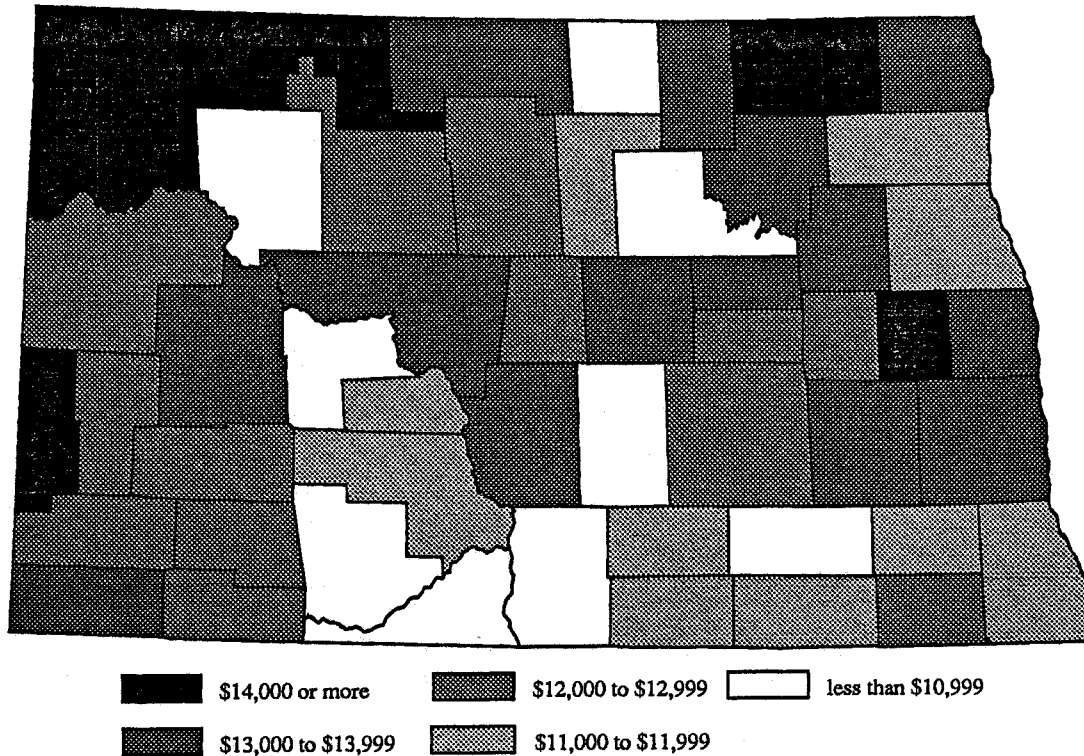 $14,000 or more $12,000 to $12,999 less than $10,999
$13,000 to $13,999 $11,000 to $11,999